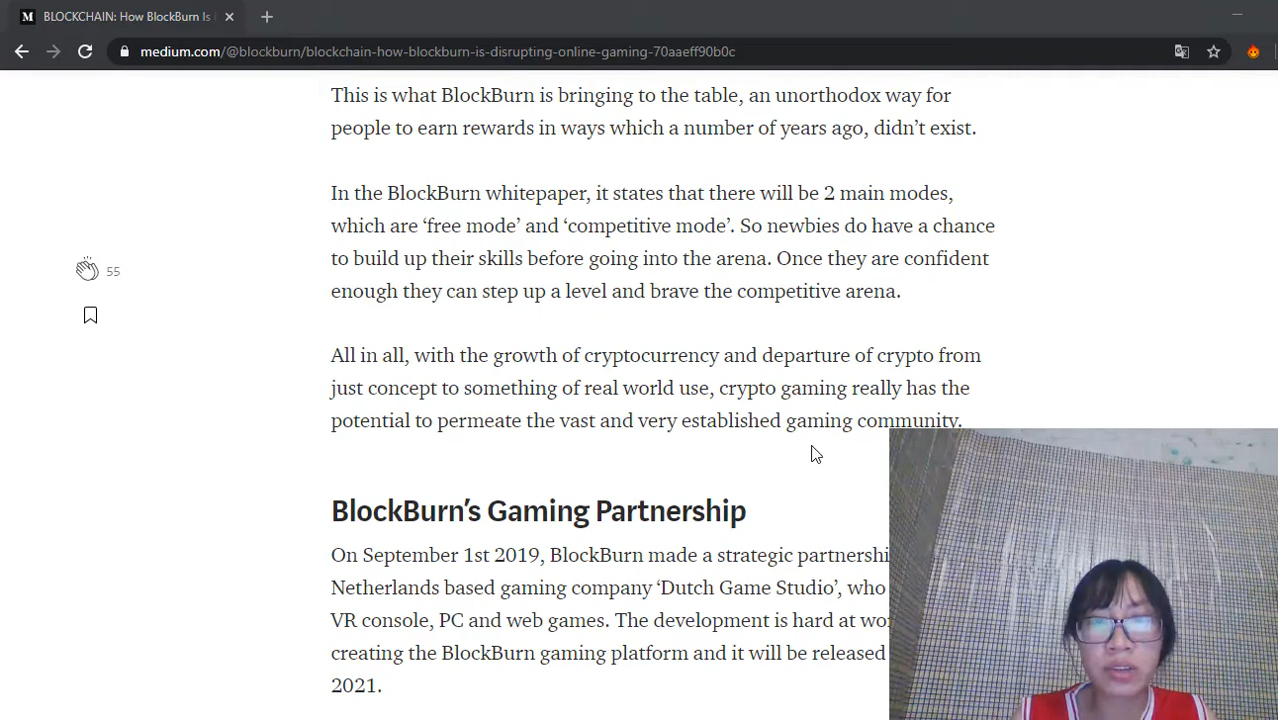 BLOCKCHAIN: How BlockBurn Is
medium.com/@blockburn/blockchain-how-blockburn-is-disrupting-online-gaming-70aaeff90b0c
This is what BlockBurn is bringing to the table, an unorthodox way for
people to earn rewards in ways which a number of years ago, didn’t exist.
In the BlockBurn whitepaper, it states that there will be 2 main modes,
which are ‘free mode’ and ‘competitive mode’. So newbies do have a chance
to build up their skills before going into the arena. Once they are confident
enough they can step up a level and brave the competitive arena.
55
All in all, with the growth of cryptocurrency and departure of crypto from
just concept to something of real world use, crypto gaming really has the
potential to permeate the vast and very established gaming community.
BlockBurn’s Gaming Partnership
On September 1st 2019, BlockBurn made a strategic
Netherlands based gaming company ‘Dutch Game Studio’, who
VR console, PC and web games. The development is hard at
creating the BlockBurn gaming platform and it will be released
2021.